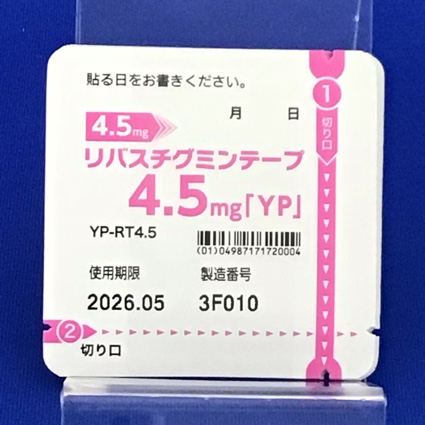 貼る日をお書きください。
月 日
① 切り口
4.5mg
リバスチグミンテープ
4.5mg「YP」
YP-RT4.5
(01)04987171720004
使用期限 製造番号
2026.05 3F010
②
切り口